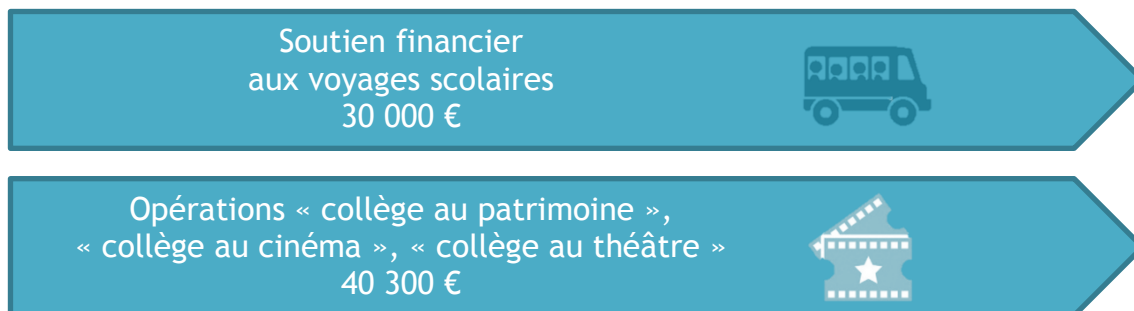 Soutien financier
aux voyages scolaires
30 000 €
Opérations « collège au patrimoine »,
« collège au cinéma », « collège au théâtre »
40 300 €